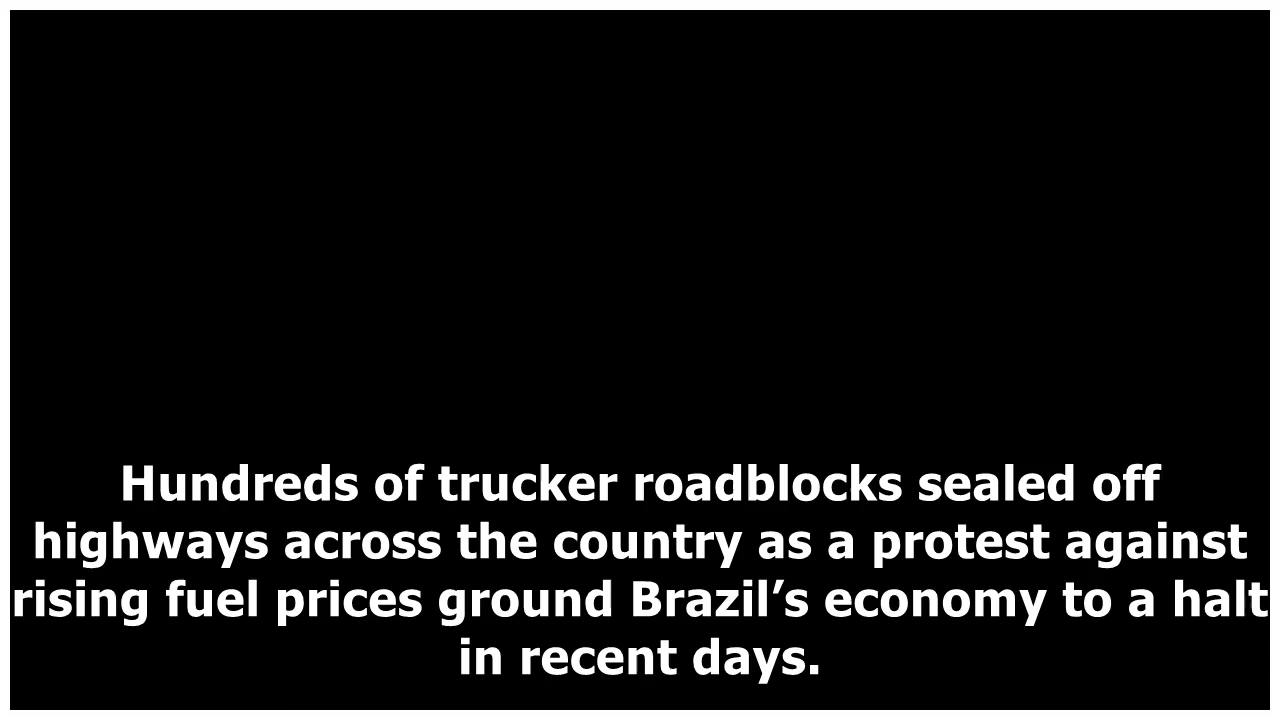 Hundreds of trucker roadblocks sealed off
highways across the country as a protest against
rising fuel prices ground Brazil’s economy to a halt
in recent days.